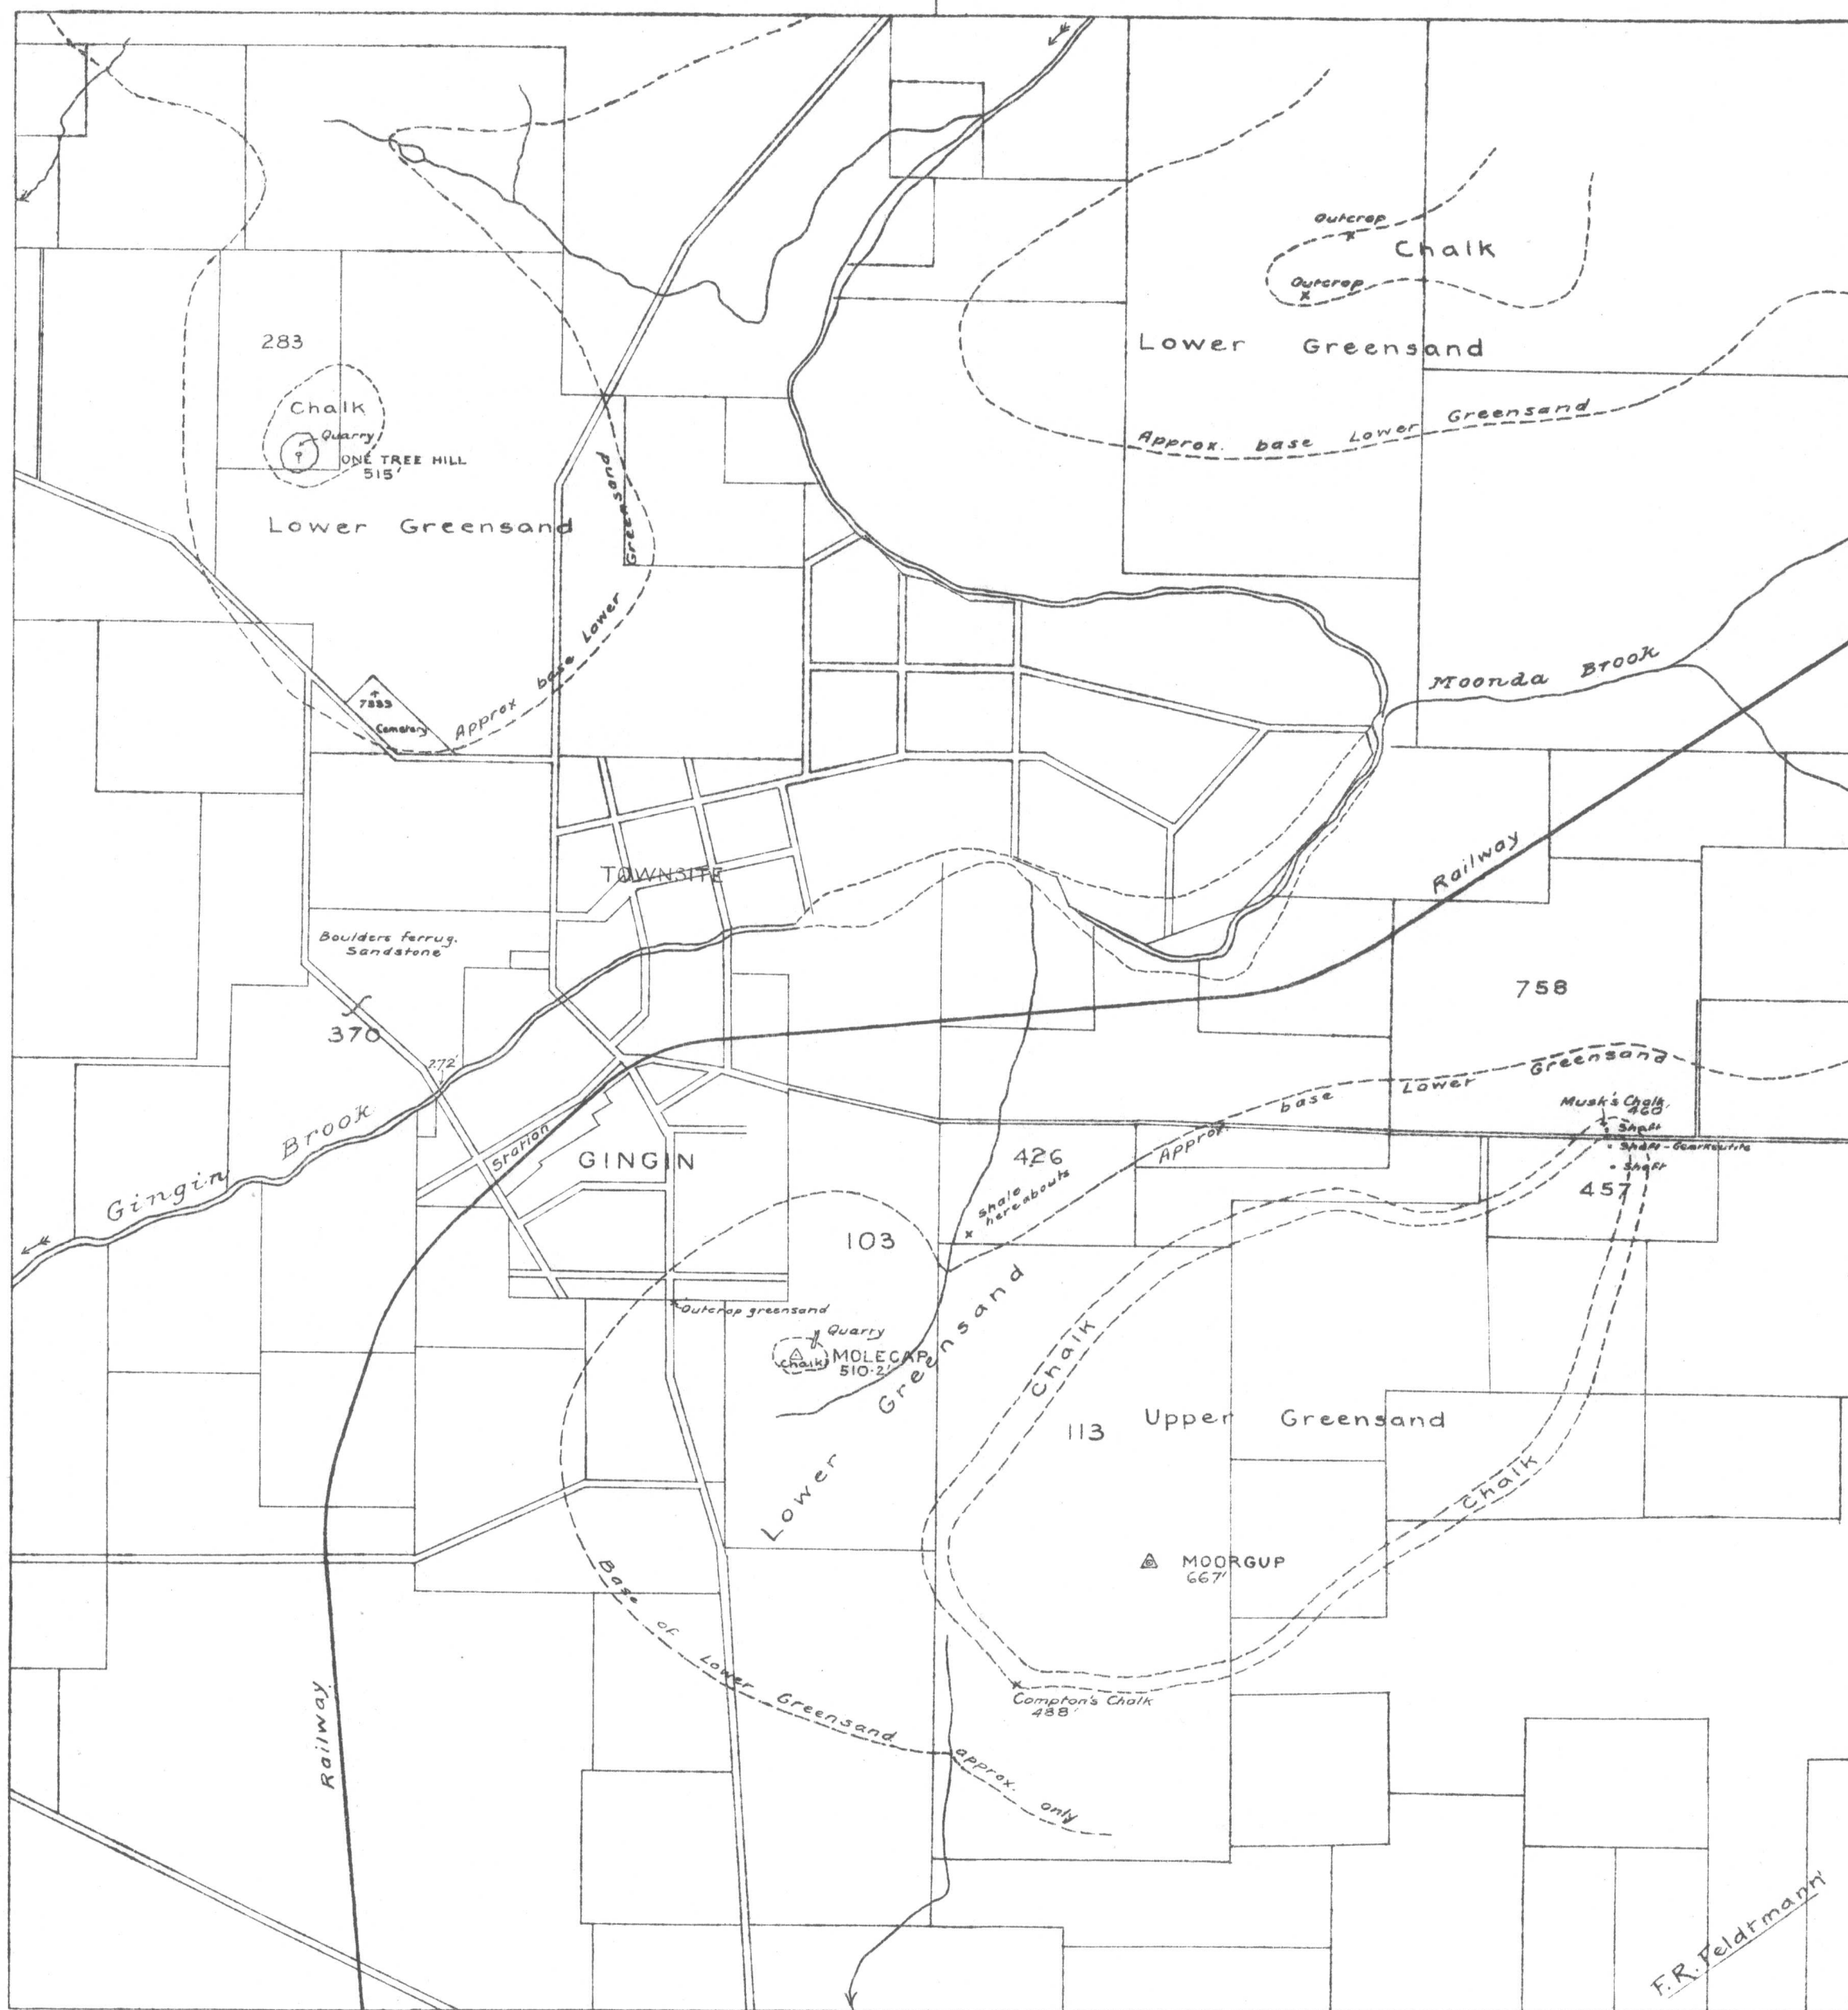 Outcrop
Chalk
Outcrop
283
Lower Greensand
Chalk
Quarry
ONE TREE HILL
515'
Approx. base Lower Greensand
Lower Greensand
Approx base Lower Greensand
7883
Cemetery
Moonda Brook
Railway
TOWNSITE
Boulders ferrug.
Sandstone
758
370
272'
Approx base Lower Greensand
Musk's Chalk
460'
Shaft
Shaft
Shaft
457
Gingin Brook
Station
GINGIN
426
Shale
hereabouts
103
Outcrop greensand
Quarry
Chalk
MOLECAP
510·2'
Lower Greensand
Chalk
113
Upper Greensand
Chalk
MOORGUP
667'
Base of Lower Greensand approx. only
Compton's Chalk
488'
Railway
F.R. Feldtmann